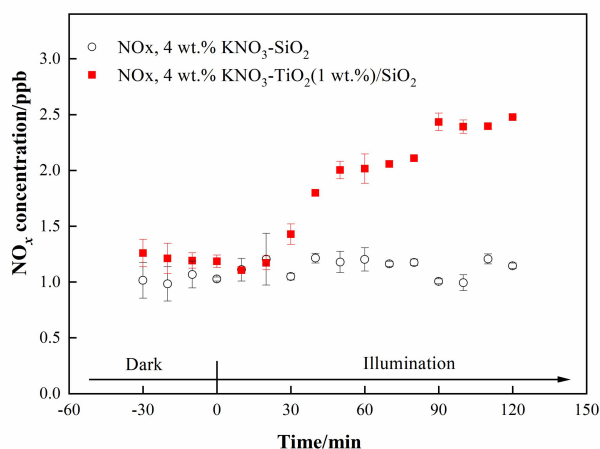 NOx, 4 wt.% KNO₃-SiO₂
NOx, 4 wt.% KNO₃-TiO₂(1 wt.%)/SiO₂
NOₓ concentration/ppb
3.0
2.5
2.0
1.5
1.0
0.5
0.0
Dark
Illumination
-60 -30 0 30 60 90 120 150
Time/min